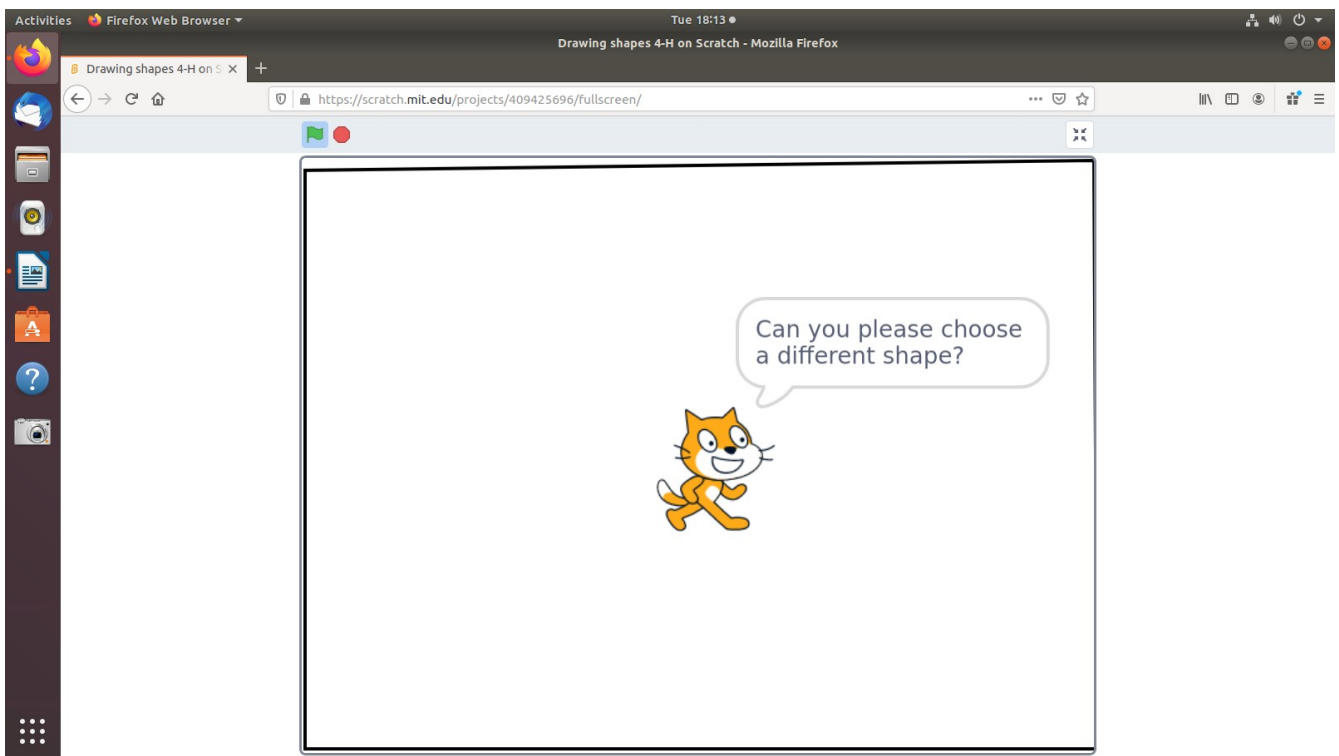 Activities
Firefox Web Browser
Tue 18:13
Drawing shapes 4-H on Scratch - Mozilla Firefox
Drawing shapes 4-H on S
https://scratch.mit.edu/projects/409425696/fullscreen/
Can you please choose
a different shape?